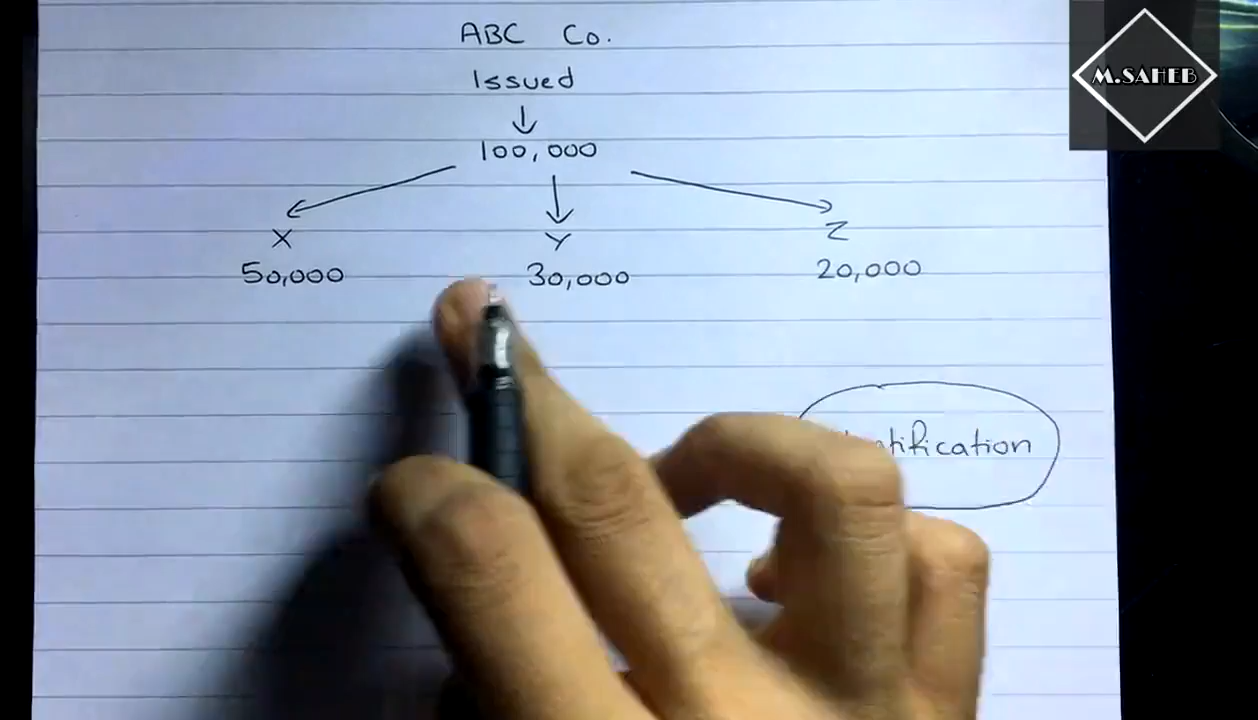 ABC Co.
M.SAHEB
Issued
100,000
X Y Z
50,000 30,000 20,000